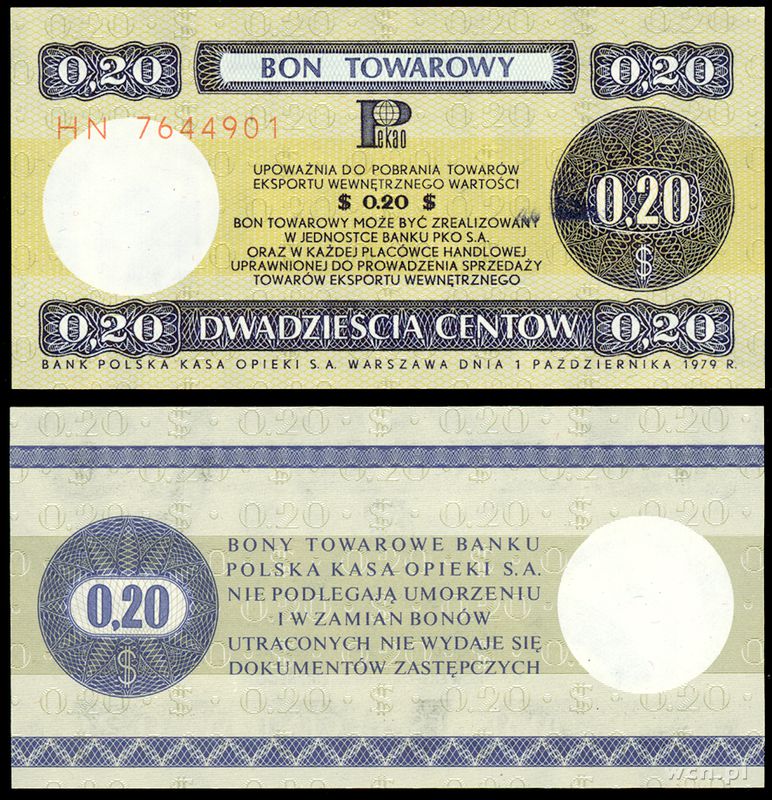 0,20 BON TOWAROWY 0,20
HN 7644901
Pekao
UPOWAŻNIA DO POBRANIA TOWARÓW
EKSPORTU WEWNĘTRZNEGO WARTOŚCI
$ 0.20 $
BON TOWAROWY MOŻE BYĆ ZREALIZOWANY
W JEDNOSTCE BANKU PKO S.A.
ORAZ W KAŻDEJ PLACÓWCE HANDLOWEJ
UPRAWNIONEJ DO PROWADZENIA SPRZEDAŻY
TOWARÓW EKSPORTU WEWNĘTRZNEGO
0,20
$
0,20 DWADZIEŚCIA CENTÓW 0,20
BANK POLSKA KASA OPIEKI S.A. WARSZAWA DNIA 1 PAŹDZIERNIKA 1979 R.
0,20
$
BONY TOWAROWE BANKU
POLSKA KASA OPIEKI S.A.
NIE PODLEGAJĄ UMORZENIU
I W ZAMIAN BONÓW
UTRACONYCH NIE WYDAJE SIĘ
DOKUMENTÓW ZASTĘPCZYCH
wcn.pl